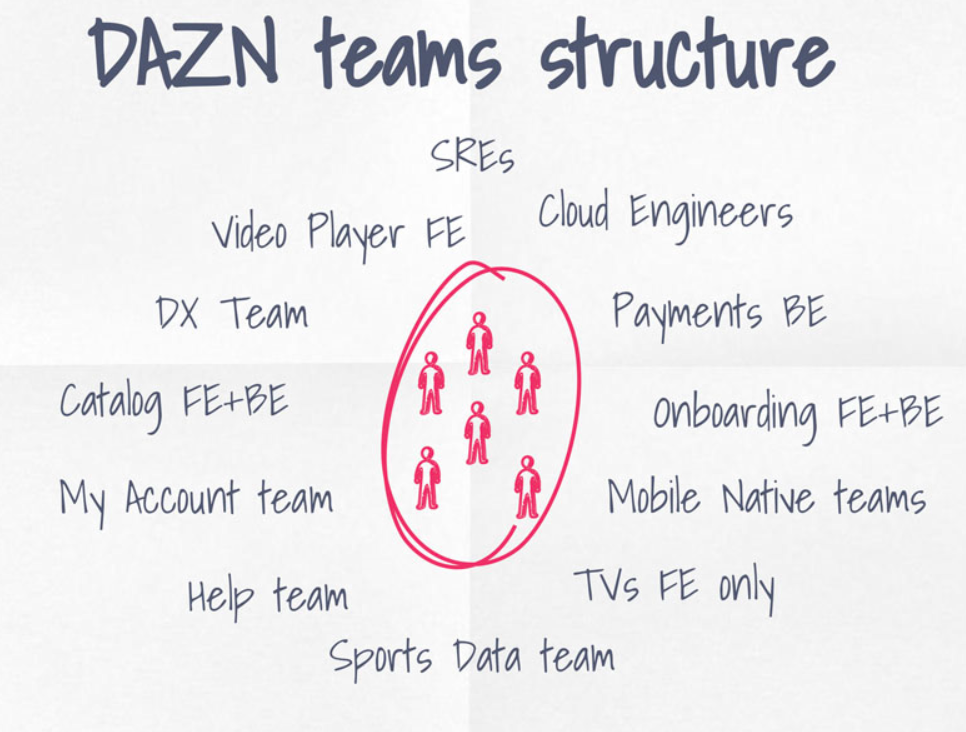 DAZN teams structure
SREs
Cloud Engineers
Video Player FE
DX Team
Payments BE
Catalog FE+BE
Onboarding FE+BE
My Account team
Mobile Native teams
Help team
TVs FE only
Sports Data team